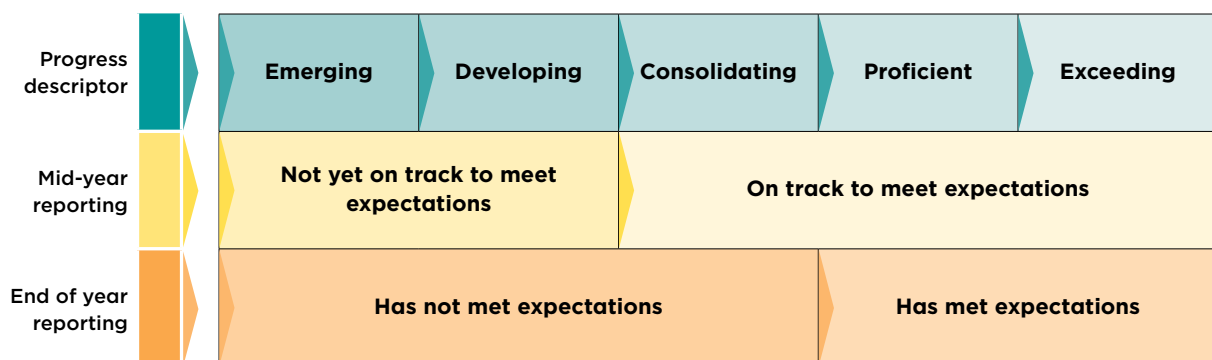 Progress
descriptor
Emerging
Developing
Consolidating
Proficient
Exceeding
Mid-year
reporting
Not yet on track to meet
expectations
On track to meet expectations
End of year
reporting
Has not met expectations
Has met expectations